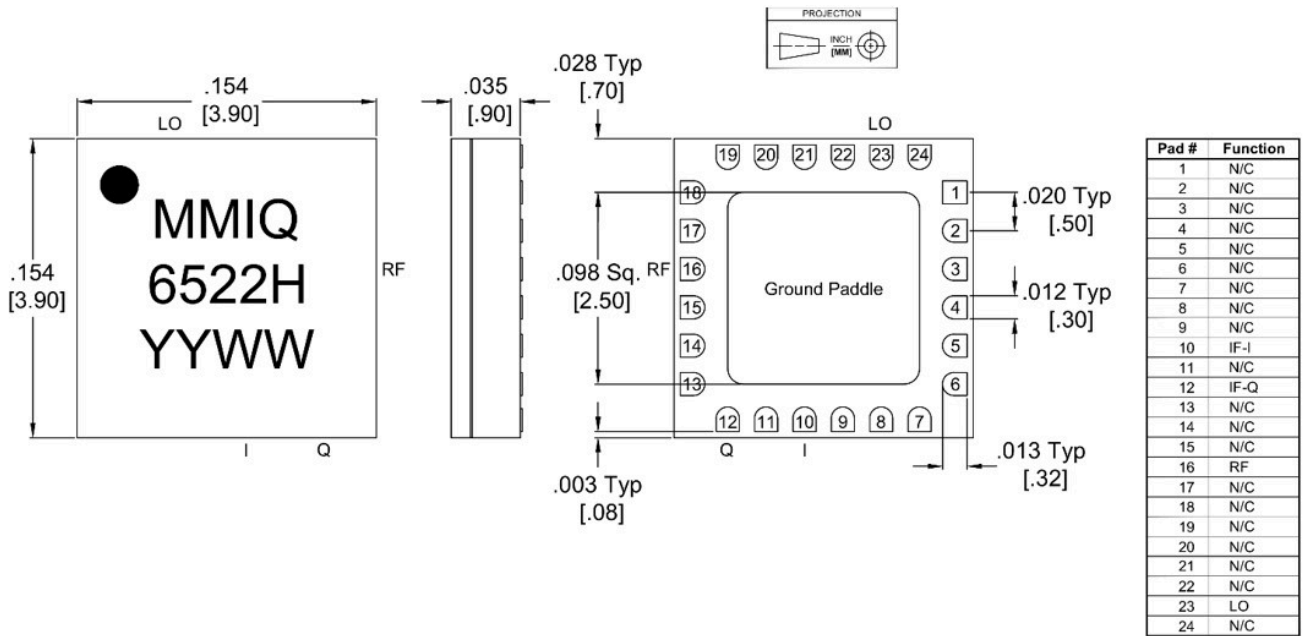 PROJECTION
INCH
[MM]
.154
[3.90]
LO
.035
[.90]
.028 Typ
[.70]
LO
MMIQ
6522H
YYWW
.154
[3.90]
RF
I
Q
19 20 21 22 23 24
18
17
16
15
14
13
1
2
3
4
5
6
12 11 10 9 8 7
.098 Sq.
[2.50]
RF
Ground Paddle
.020 Typ
[.50]
.012 Typ
[.30]
.013 Typ
[.32]
Q
I
.003 Typ
[.08]
Pad # Function
1 N/C
2 N/C
3 N/C
4 N/C
5 N/C
6 N/C
7 N/C
8 N/C
9 N/C
10 IF-I
11 N/C
12 IF-Q
13 N/C
14 N/C
15 N/C
16 RF
17 N/C
18 N/C
19 N/C
20 N/C
21 N/C
22 N/C
23 LO
24 N/C